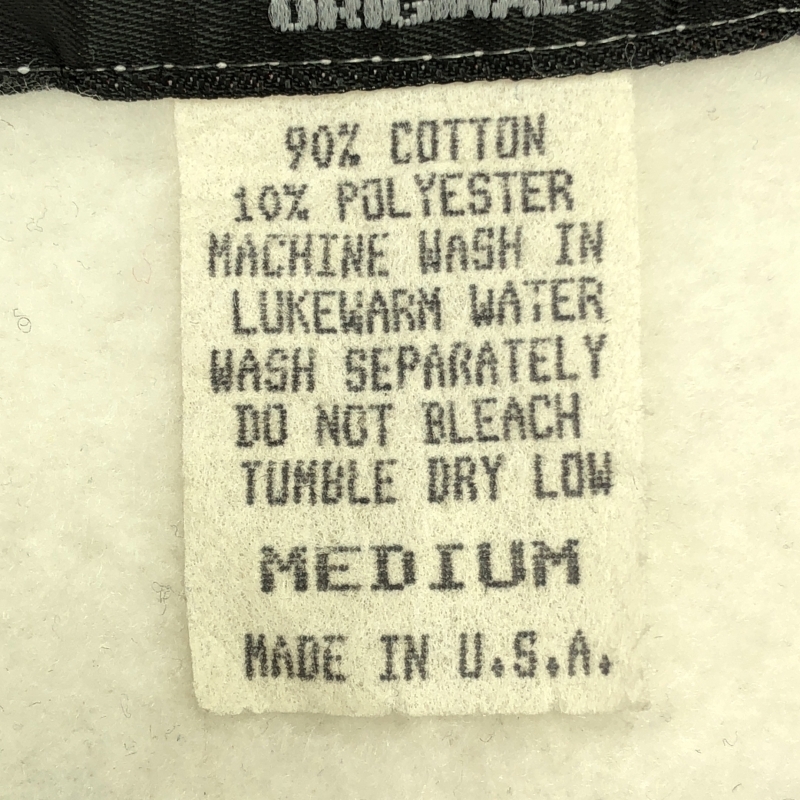 ORIGINALS
90% COTTON
10% POLYESTER
MACHINE WASH IN
LUKEWARM WATER
WASH SEPARATELY
DO NOT BLEACH
TUMBLE DRY LOW
MEDIUM
MADE IN U.S.A.